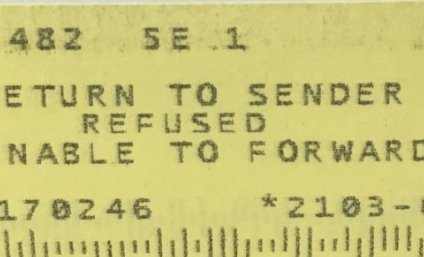 482 5E 1
ETURN TO SENDER
REFUSED
NABLE TO FORWARD
170246 *2103-